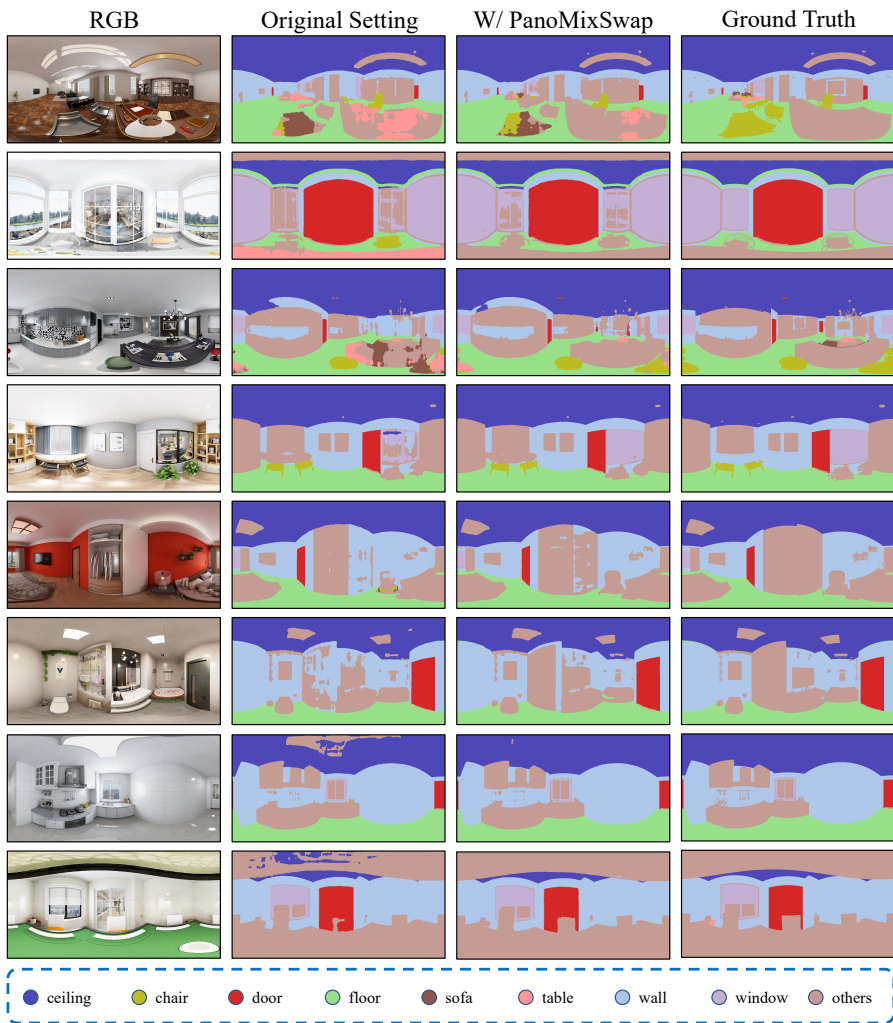 RGB Original Setting W/ PanoMixSwap Ground Truth
ceiling chair door floor sofa table wall window others